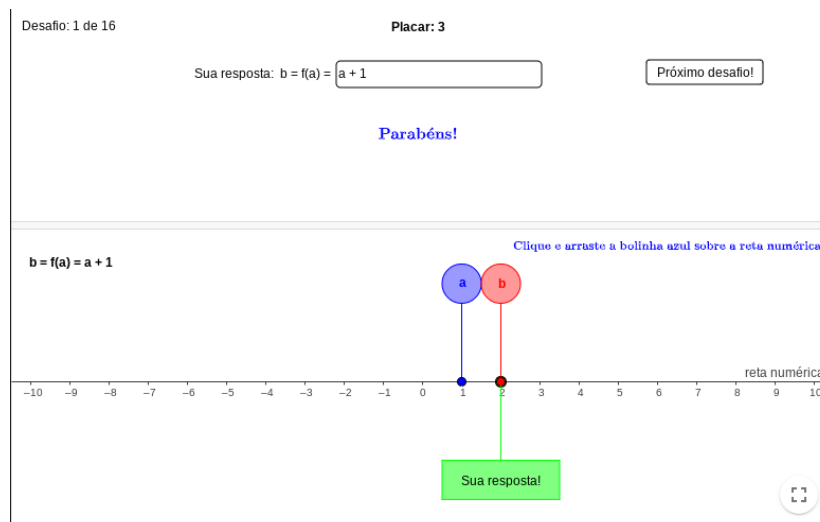 Desafio: 1 de 16
Placar: 3
Sua resposta: b = f(a) = a + 1
Próximo desafio!
Parabéns!
Clique e arraste a bolinha azul sobre a reta numérica
b = f(a) = a + 1
a b
reta numérica
–10 –9 –8 –7 –6 –5 –4 –3 –2 –1 0 1 2 3 4 5 6 7 8 9 10
Sua resposta!